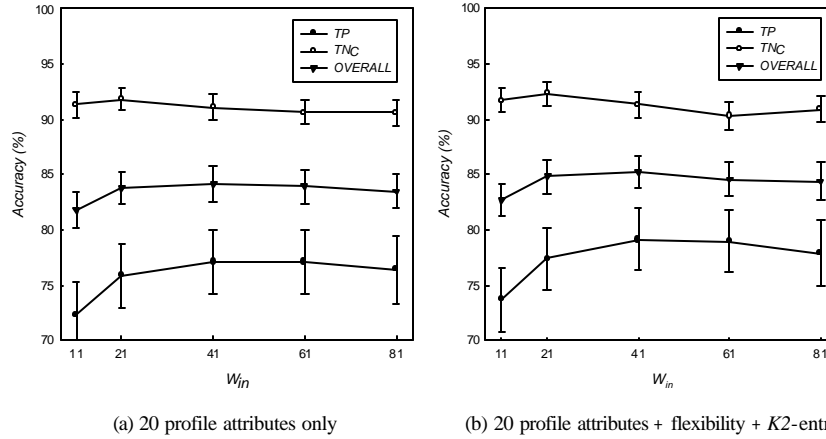 TP
TNC
OVERALL
100
95
90
85
80
75
70
Accuracy (%)
11 21 41 61 81
Win
(a) 20 profile attributes only
TP
TNC
OVERALL
100
95
90
85
80
75
70
Accuracy (%)
11 21 41 61 81
Win
(b) 20 profile attributes + flexibility + K2-entr